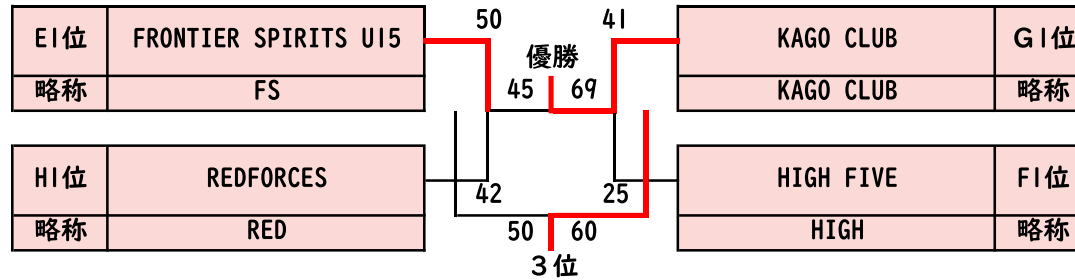 E1位 FRONTIER SPIRITS U15 50 41 KAGO CLUB G1位
優勝
略称 FS 45 69 KAGO CLUB 略称
H1位 REDFORCES 42 25 HIGH FIVE F1位
略称 RED 50 60 HIGH 略称
3位